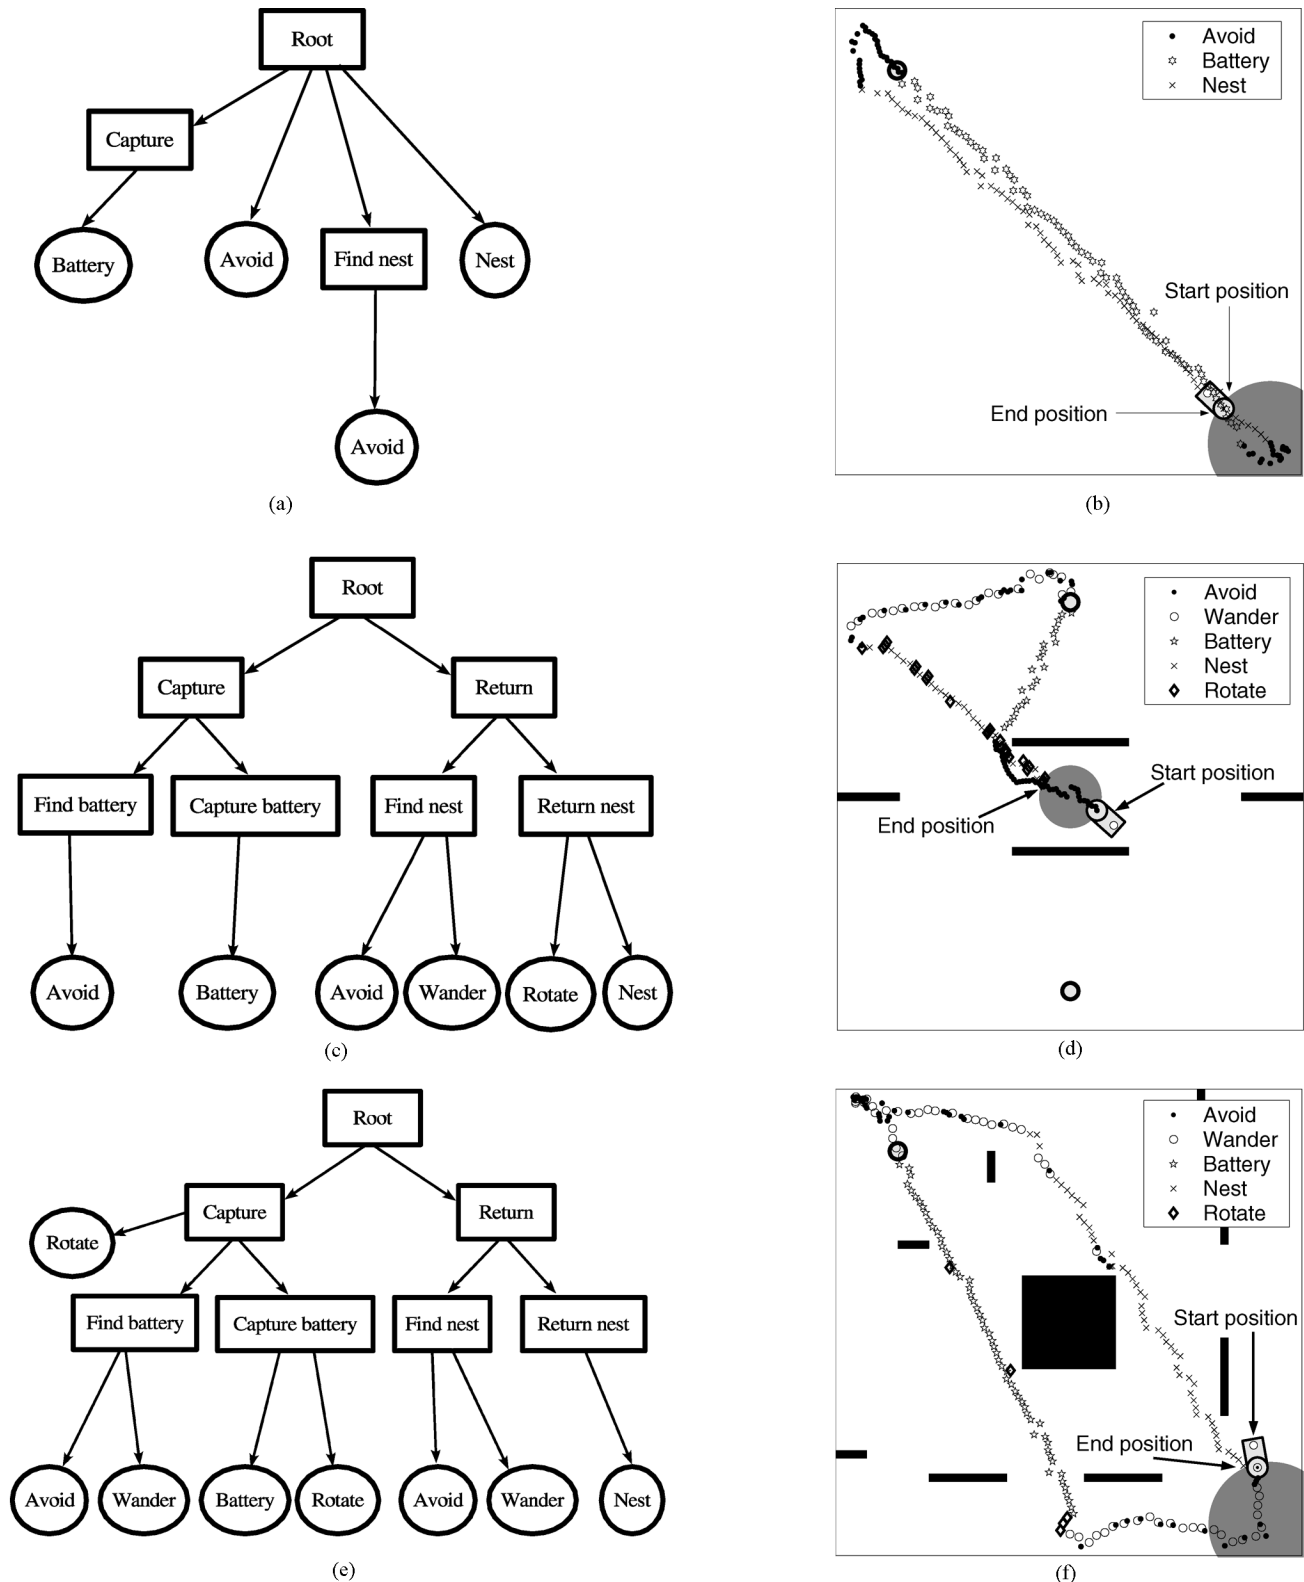 Root
Capture
Battery
Avoid
Find nest
Nest
Avoid
(a)
Avoid
Battery
Nest
Start position
End position
(b)
Root
Capture
Return
Find battery
Capture battery
Find nest
Return nest
Avoid
Battery
Avoid
Wander
Rotate
Nest
(c)
Avoid
Wander
Battery
Nest
Rotate
Start position
End position
(d)
Root
Capture
Return
Rotate
Find battery
Capture battery
Find nest
Return nest
Avoid
Wander
Battery
Rotate
Avoid
Wander
Nest
(e)
Avoid
Wander
Battery
Nest
Rotate
Start position
End position
(f)